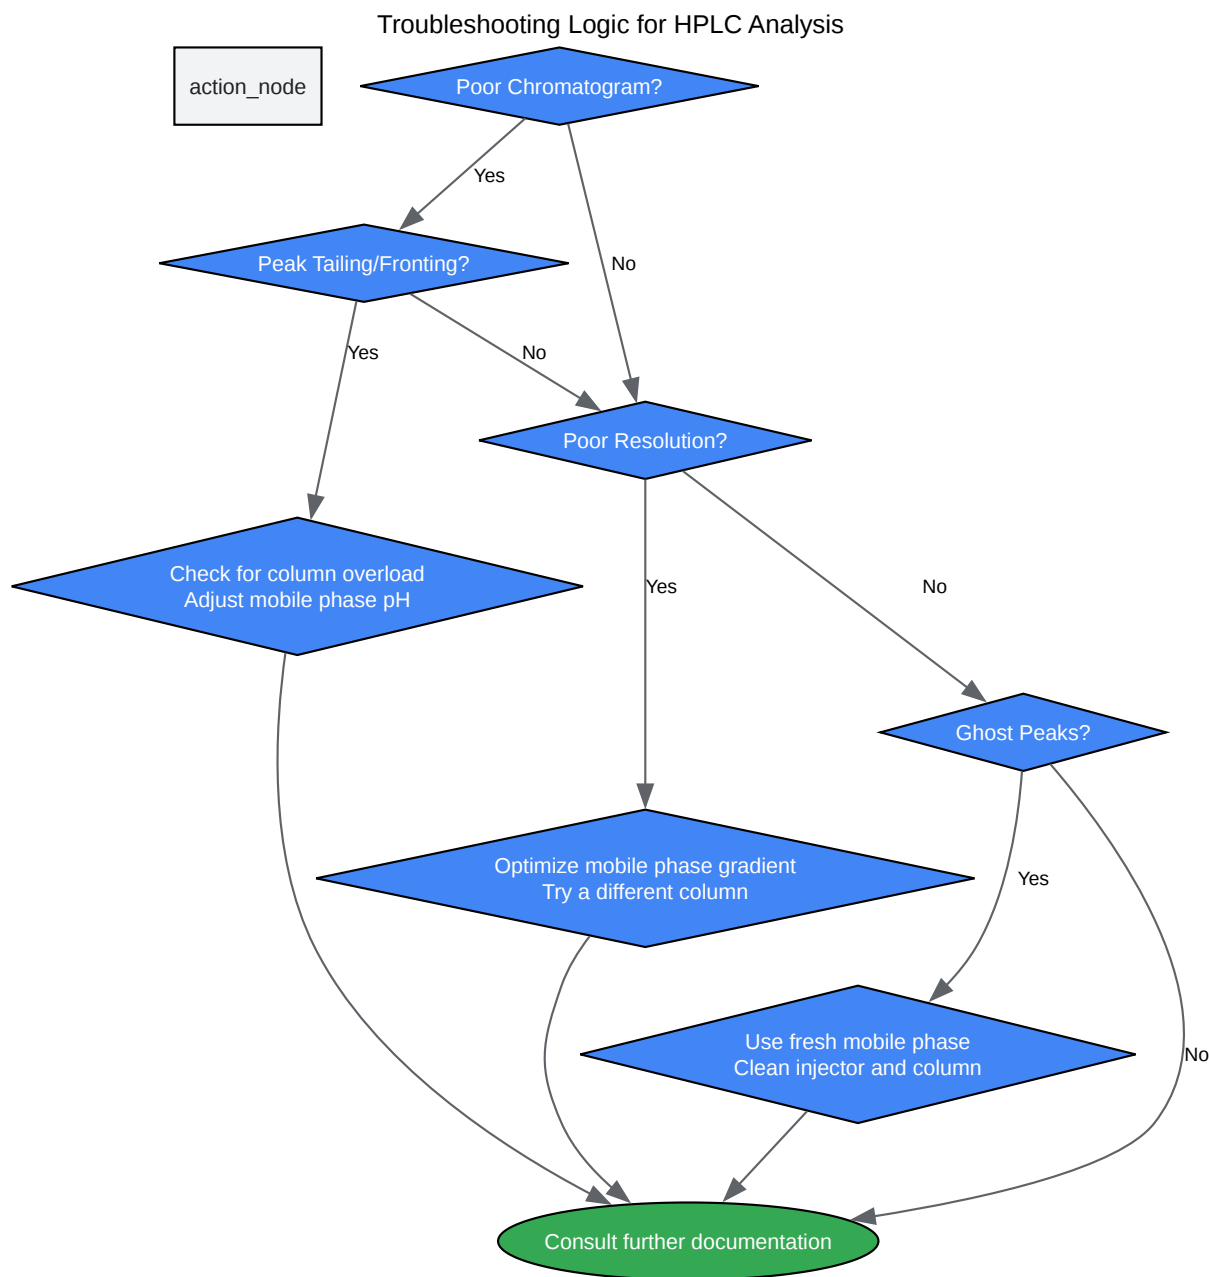 Troubleshooting Logic for HPLC Analysis
action_node
Poor Chromatogram?
Yes
Peak Tailing/Fronting?
No
Yes
No
Poor Resolution?
Check for column overload
Adjust mobile phase pH
Yes
No
Ghost Peaks?
Optimize mobile phase gradient
Try a different column
Yes
Use fresh mobile phase
Clean injector and column
No
Consult further documentation